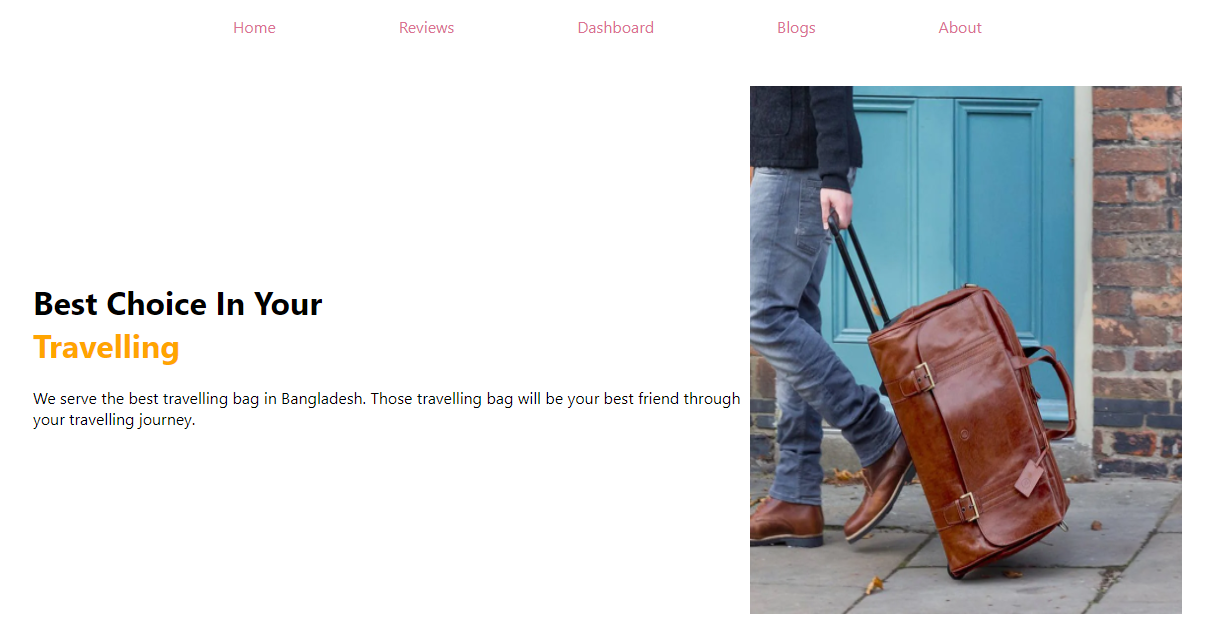 Home Reviews Dashboard Blogs About
Best Choice In Your
Travelling
We serve the best travelling bag in Bangladesh. Those travelling bag will be your best friend through
your travelling journey.